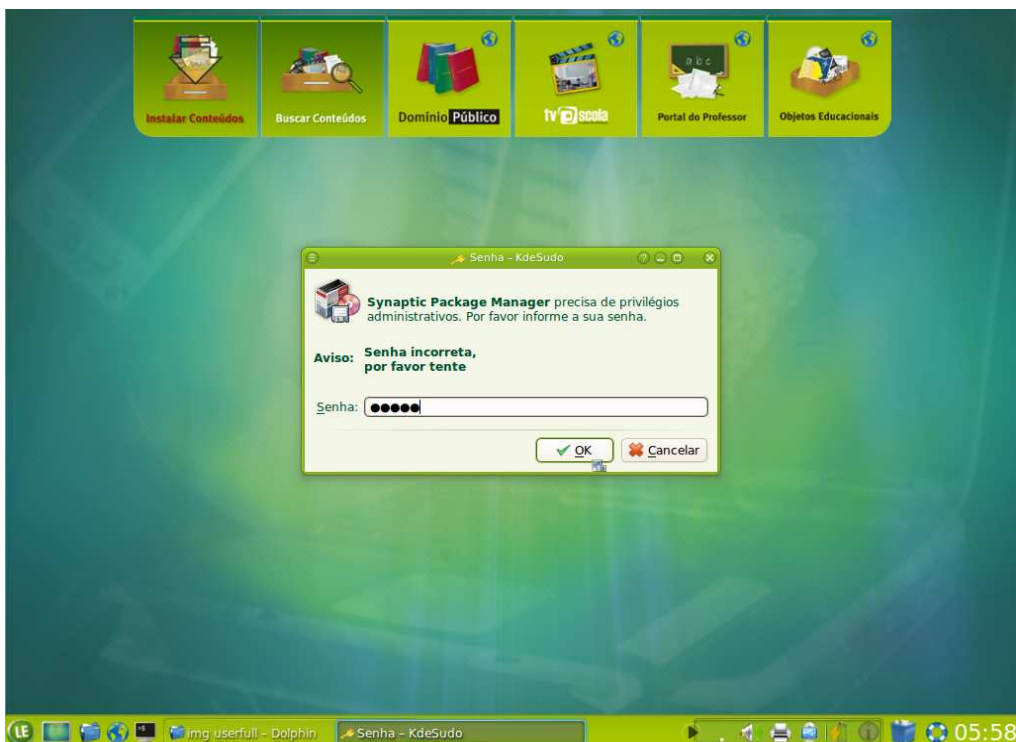 Instalar Conteúdos
Buscar Conteúdos
Domínio Público
tv escola
abc
Portal do Professor
Objetos Educacionais
Senha – KdeSudo
Synaptic Package Manager precisa de privilégios
administrativos. Por favor informe a sua senha.
Aviso: Senha incorreta,
por favor tente
Senha: ●●●●●
OK
Cancelar
LE
img userfull – Dolphin
Senha – KdeSudo
05:58